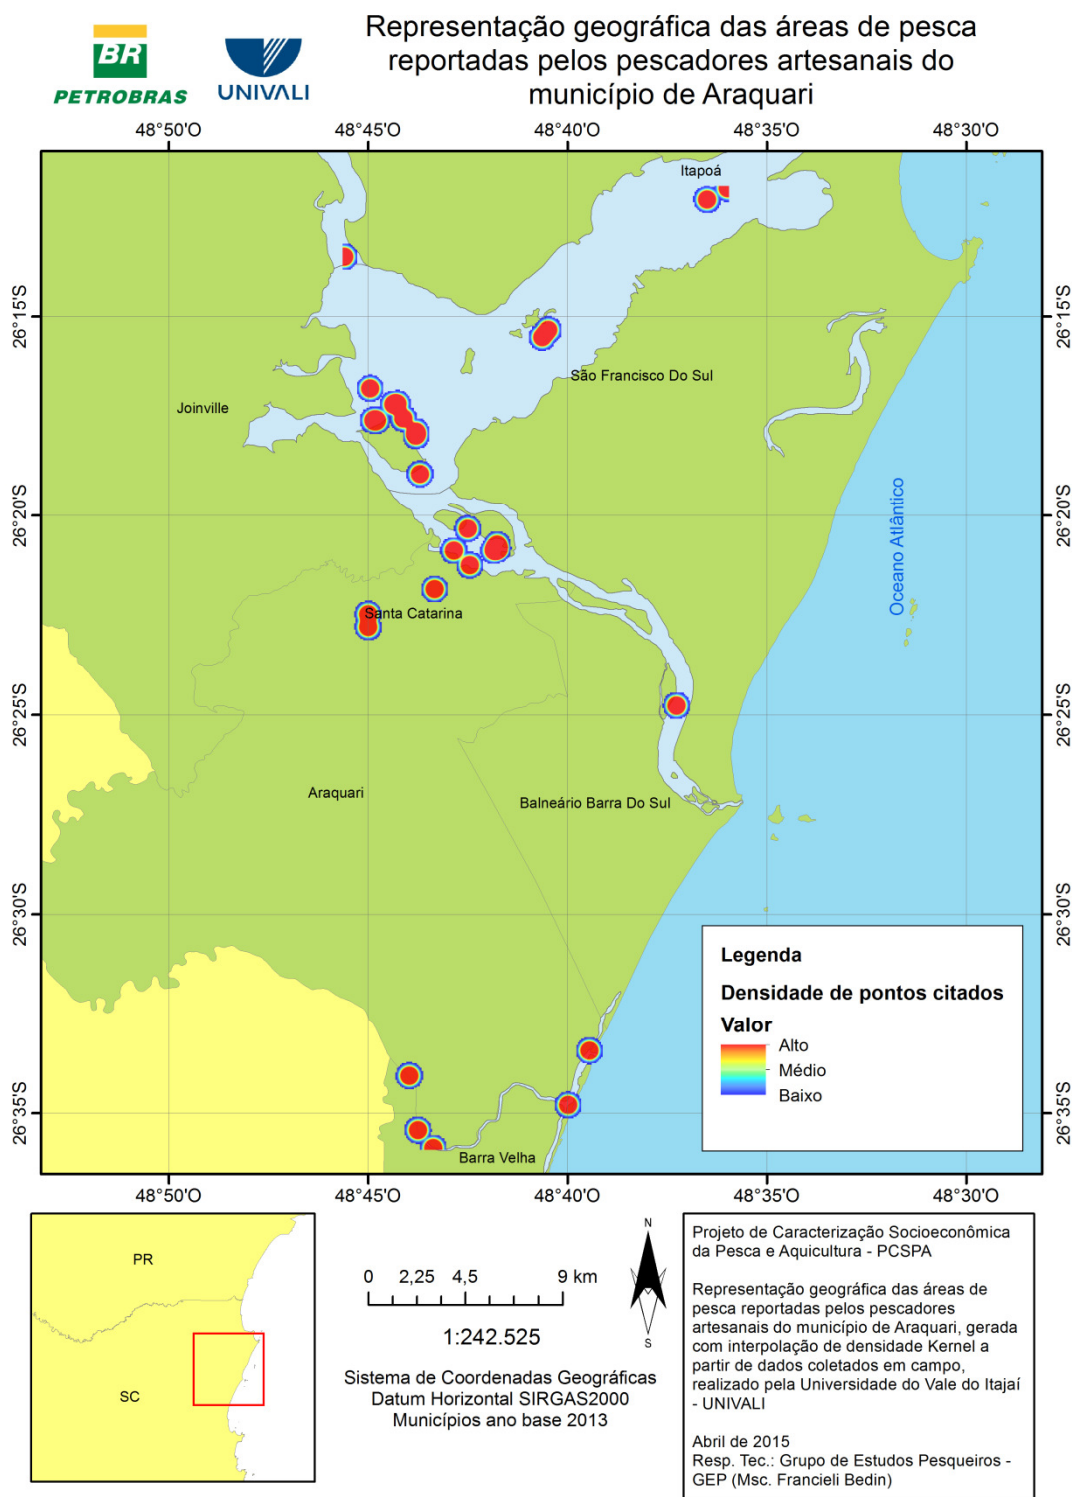 Representação geográfica das áreas de pesca
reportadas pelos pescadores artesanais do
município de Araquari
BR
PETROBRAS
UNIVALI
48°50'O
48°45'O
48°40'O
48°35'O
48°30'O
Itapoá
26°15'S
26°15'S
São Francisco Do Sul
Joinville
Oceano Atlântico
26°20'S
26°20'S
Santa Catarina
26°25'S
26°25'S
Araquari
Balneário Barra Do Sul
26°30'S
26°30'S
Legenda
Densidade de pontos citados
Valor
Alto
Médio
Baixo
26°35'S
26°35'S
Barra Velha
48°50'O
48°45'O
48°40'O
48°35'O
48°30'O
PR
SC
0 2,25 4,5 9 km
1:242.525
Sistema de Coordenadas Geográficas
Datum Horizontal SIRGAS2000
Municípios ano base 2013
N
S
Projeto de Caracterização Socioeconômica
da Pesca e Aquicultura - PCSPA
Representação geográfica das áreas de
pesca reportadas pelos pescadores
artesanais do município de Araquari, gerada
com interpolação de densidade Kernel a
partir de dados coletados em campo,
realizado pela Universidade do Vale do Itajaí
- UNIVALI
Abril de 2015
Resp. Tec.: Grupo de Estudos Pesqueiros -
GEP (Msc. Francieli Bedin)